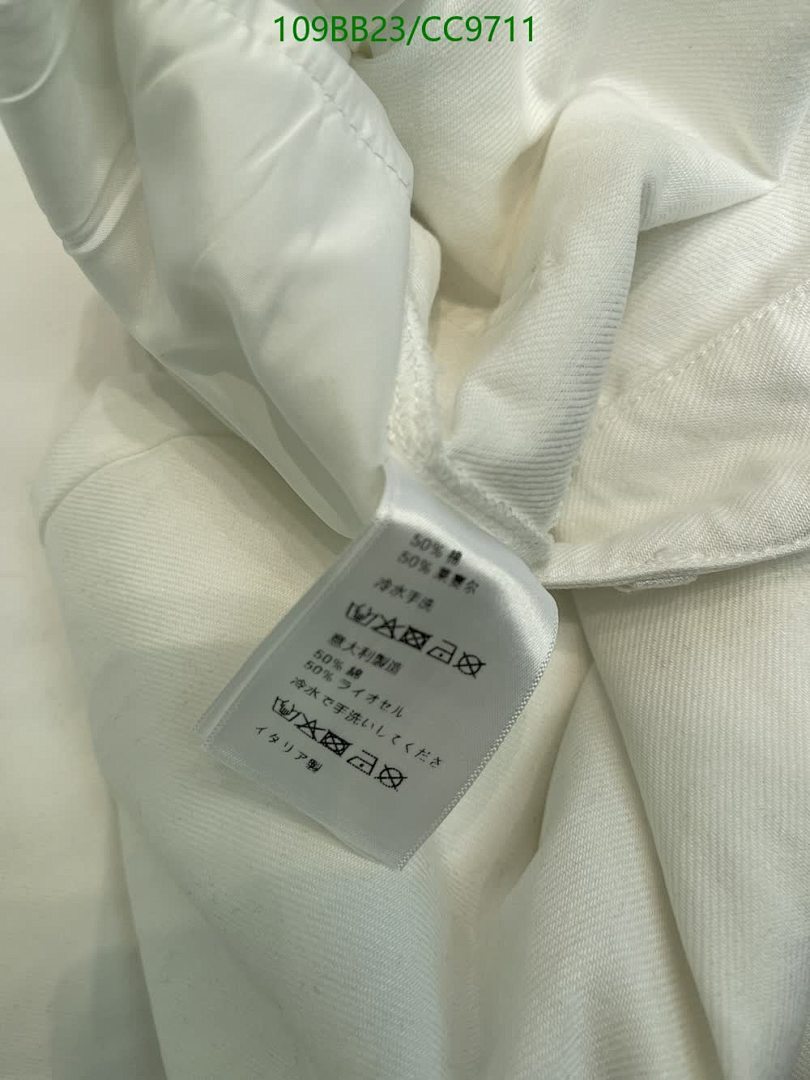 109BB23/CC9711
50% 棉
50% 莱赛尔
冷水手洗
意大利製造
50% 綿
50% ライオセル
冷水で手洗いしてくださ
イタリア製